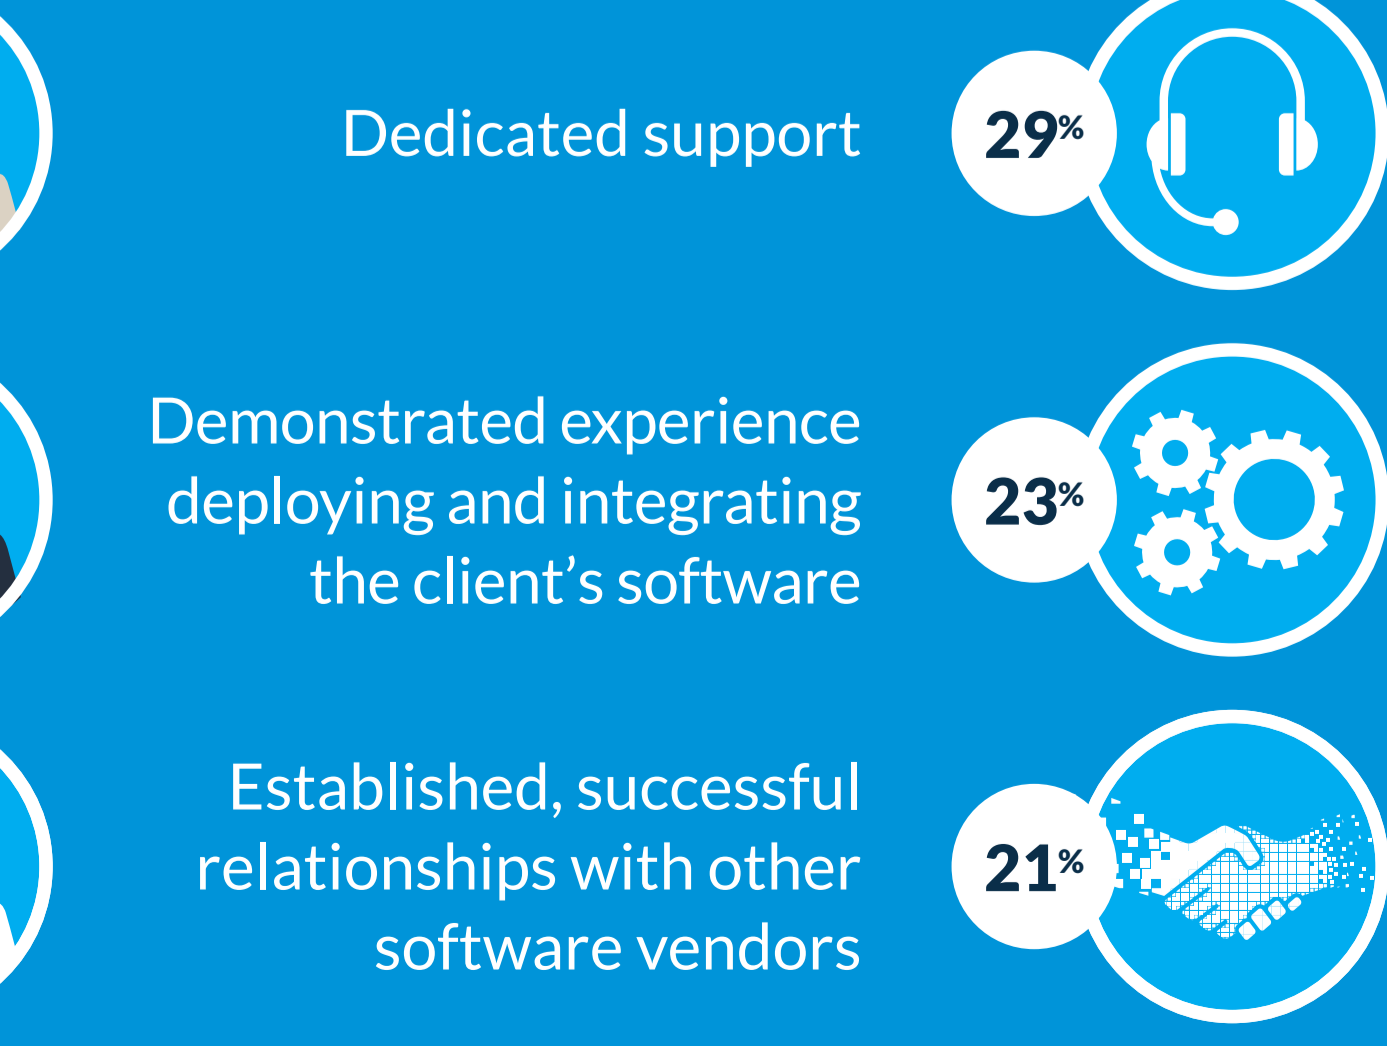 Dedicated support
29%
Demonstrated experience
deploying and integrating
the client’s software
23%
Established, successful
relationships with other
software vendors
21%